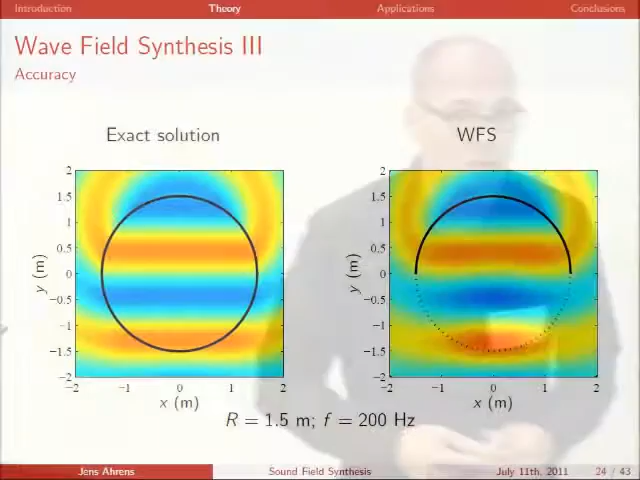 Introduction Theory Applications Conclusions
Wave Field Synthesis III
Accuracy
Exact solution WFS
2 2
1.5 1.5
1 1
y (m) 0.5 y (m) 0.5
0 0
−0.5 −0.5
−1 −1
−1.5 −1.5
−2 −2
−2 −1 0 1 2 −2 −1 0 1 2
x (m) x (m)
R = 1.5 m; f = 200 Hz
Jens Ahrens Sound Field Synthesis July 11th, 2011 24 / 43